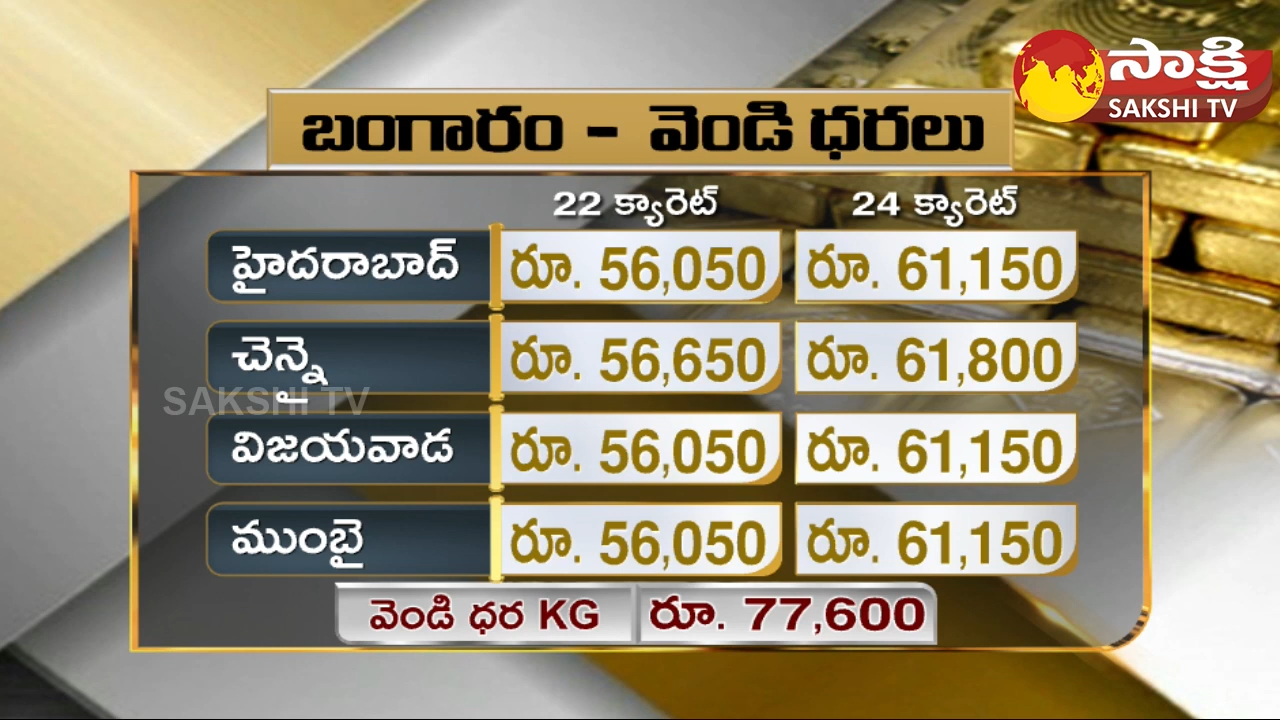 సాక్షి
SAKSHI TV
బంగారం - వెండి ధరలు
22 క్యారెట్ 24 క్యారెట్
హైదరాబాద్ రూ. 56,050 రూ. 61,150
చెన్నై రూ. 56,650 రూ. 61,800
SAKSHI TV
విజయవాడ రూ. 56,050 రూ. 61,150
ముంబై రూ. 56,050 రూ. 61,150
వెండి ధర KG రూ. 77,600